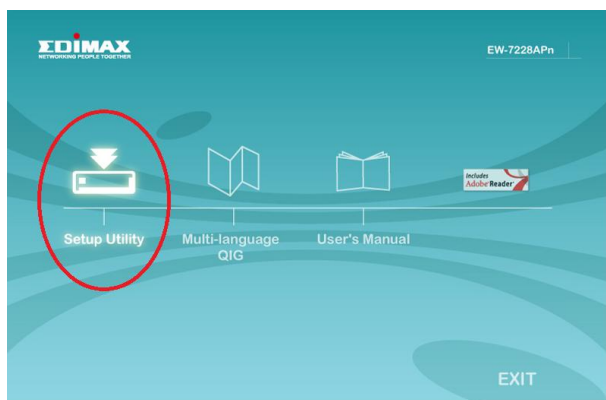 EDIMAX
NETWORKING PEOPLE TOGETHER
EW-7228APn
Includes
Adobe Reader
Setup Utility
Multi-language
QIG
User's Manual
EXIT